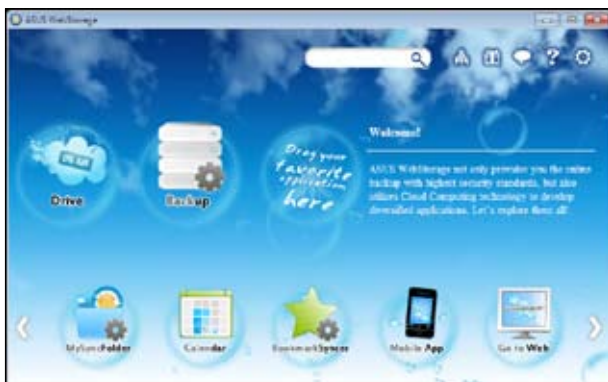 ASUS WebStorage
Welcome!
ASUS WebStorage not only provides you the online
backup with highest security standards, but also
utilizes Cloud Computing technology to develop
diversified applications. Let's explore them all!
Drag your
favorite
application
here
Drive
Backup
MySyncFolder
Calendar
BookmarkSyncer
Mobile App
Go to Web